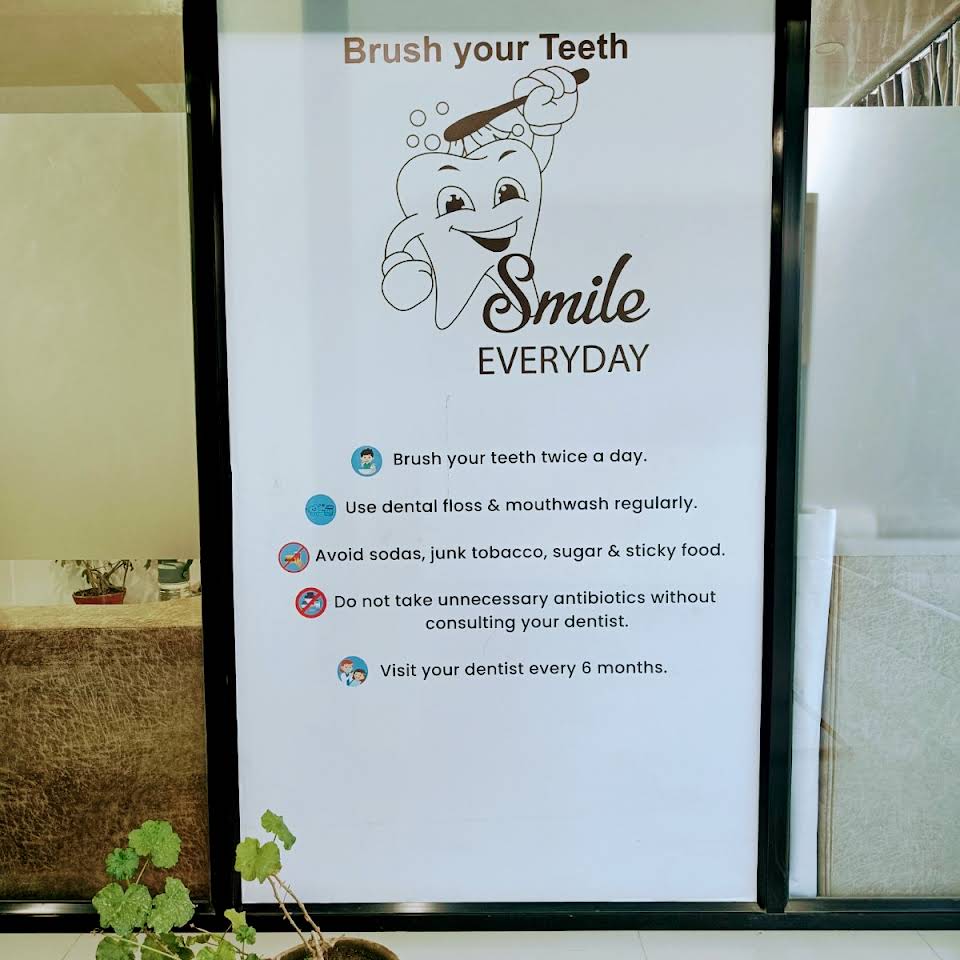 Brush your Teeth
Smile
EVERYDAY
Brush your teeth twice a day.
Use dental floss & mouthwash regularly.
Avoid sodas, junk tobacco, sugar & sticky food.
Do not take unnecessary antibiotics without
consulting your dentist.
Visit your dentist every 6 months.